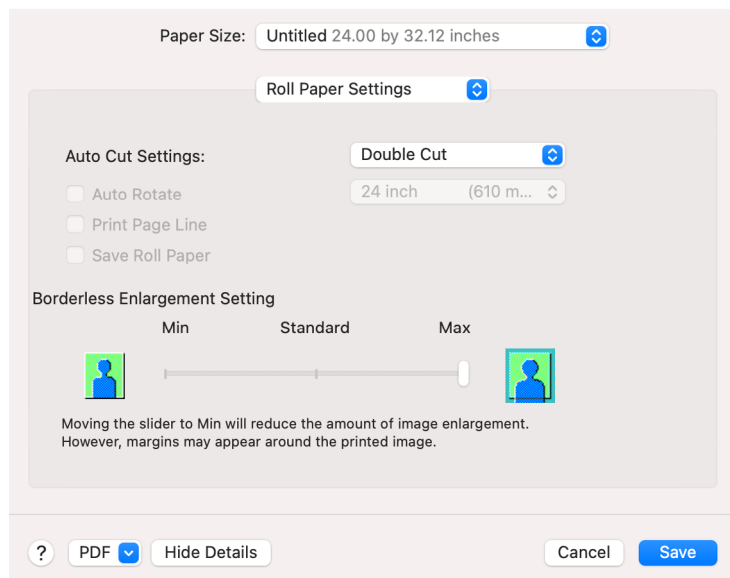 Paper Size: Untitled 24.00 by 32.12 inches
Roll Paper Settings
Auto Cut Settings: Double Cut
Auto Rotate 24 inch (610 m...
Print Page Line
Save Roll Paper
Borderless Enlargement Setting
Min Standard Max
Moving the slider to Min will reduce the amount of image enlargement.
However, margins may appear around the printed image.
? PDF Hide Details Cancel Save